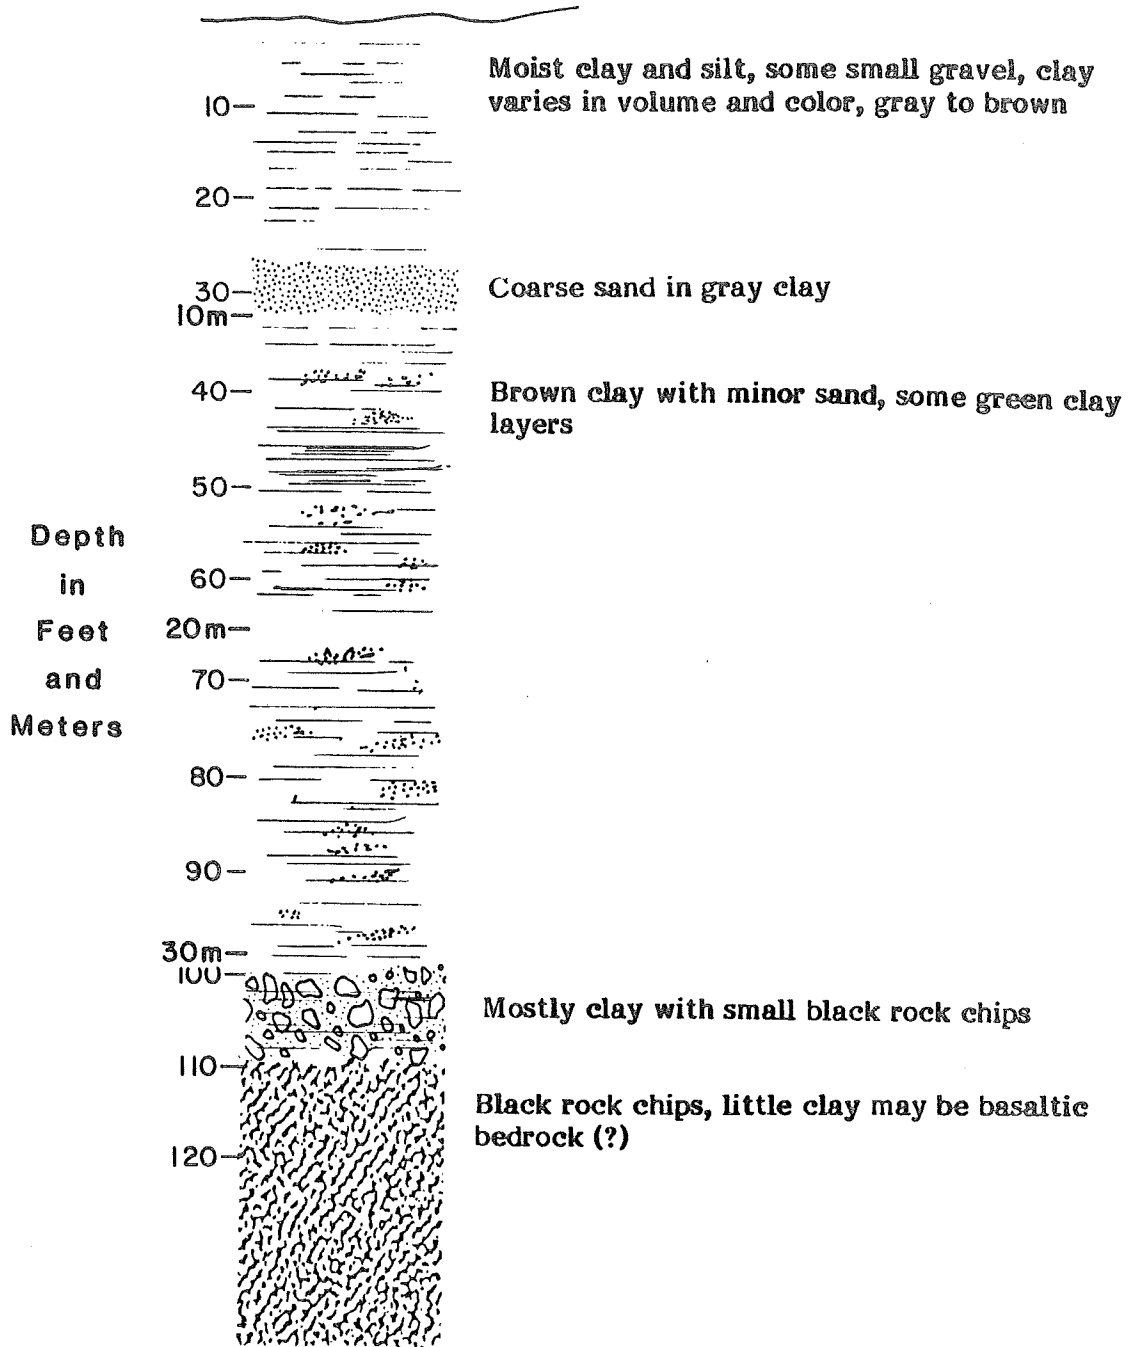 Moist clay and silt, some small gravel, clay
varies in volume and color, gray to brown
10
20
Coarse sand in gray clay
30
10m
40
Brown clay with minor sand, some green clay
layers
50
Depth
in
Feet
and
Meters
60
20m
70
80
90
30m
100
Mostly clay with small black rock chips
110
Black rock chips, little clay may be basaltic
bedrock (?)
120